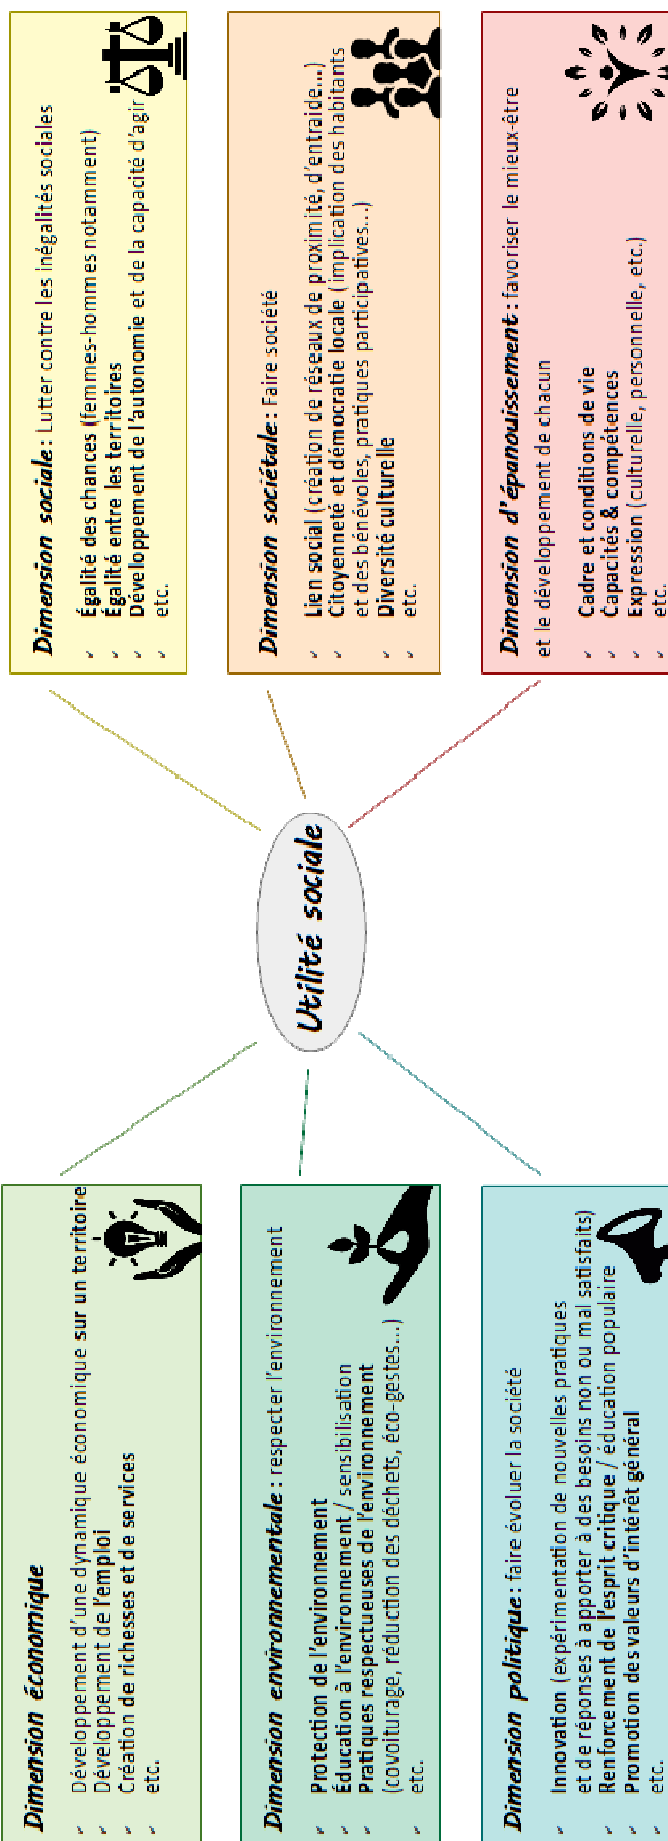 Dimension économique
✓ Développement d'une dynamique économique sur un territoire
✓ Développement de l'emploi
✓ Création de richesses et de services
✓ etc.
Dimension sociale : Lutter contre les inégalités sociales
✓ Égalité des chances (femmes-hommes notamment)
✓ Égalité entre les territoires
✓ Développement de l'autonomie et de la capacité d'agir
✓ etc.
Dimension environnementale : respecter l'environnement
✓ Protection de l'environnement
✓ Éducation à l'environnement / sensibilisation
✓ Pratiques respectueuses de l'environnement
(covoiturage, réduction des déchets, éco-gestes...)
✓ etc.
Utilité sociale
Dimension sociétale : Faire société
✓ Lien social (création de réseaux de proximité, d'entraide...)
✓ Citoyenneté et démocratie locale (implication des habitants
et des bénévoles, pratiques participatives...)
✓ Diversité culturelle
✓ etc.
Dimension politique : faire évoluer la société
✓ Innovation (expérimentation de nouvelles pratiques
et de réponses à apporter à des besoins non ou mal satisfaits)
✓ Renforcement de l'esprit critique / éducation populaire
✓ Promotion des valeurs d'intérêt général
✓ etc.
Dimension d'épanouissement : favoriser le mieux-être
et le développement de chacun
✓ Cadre et conditions de vie
✓ Capacités & compétences
✓ Expression (culturelle, personnelle, etc.)
✓ etc.